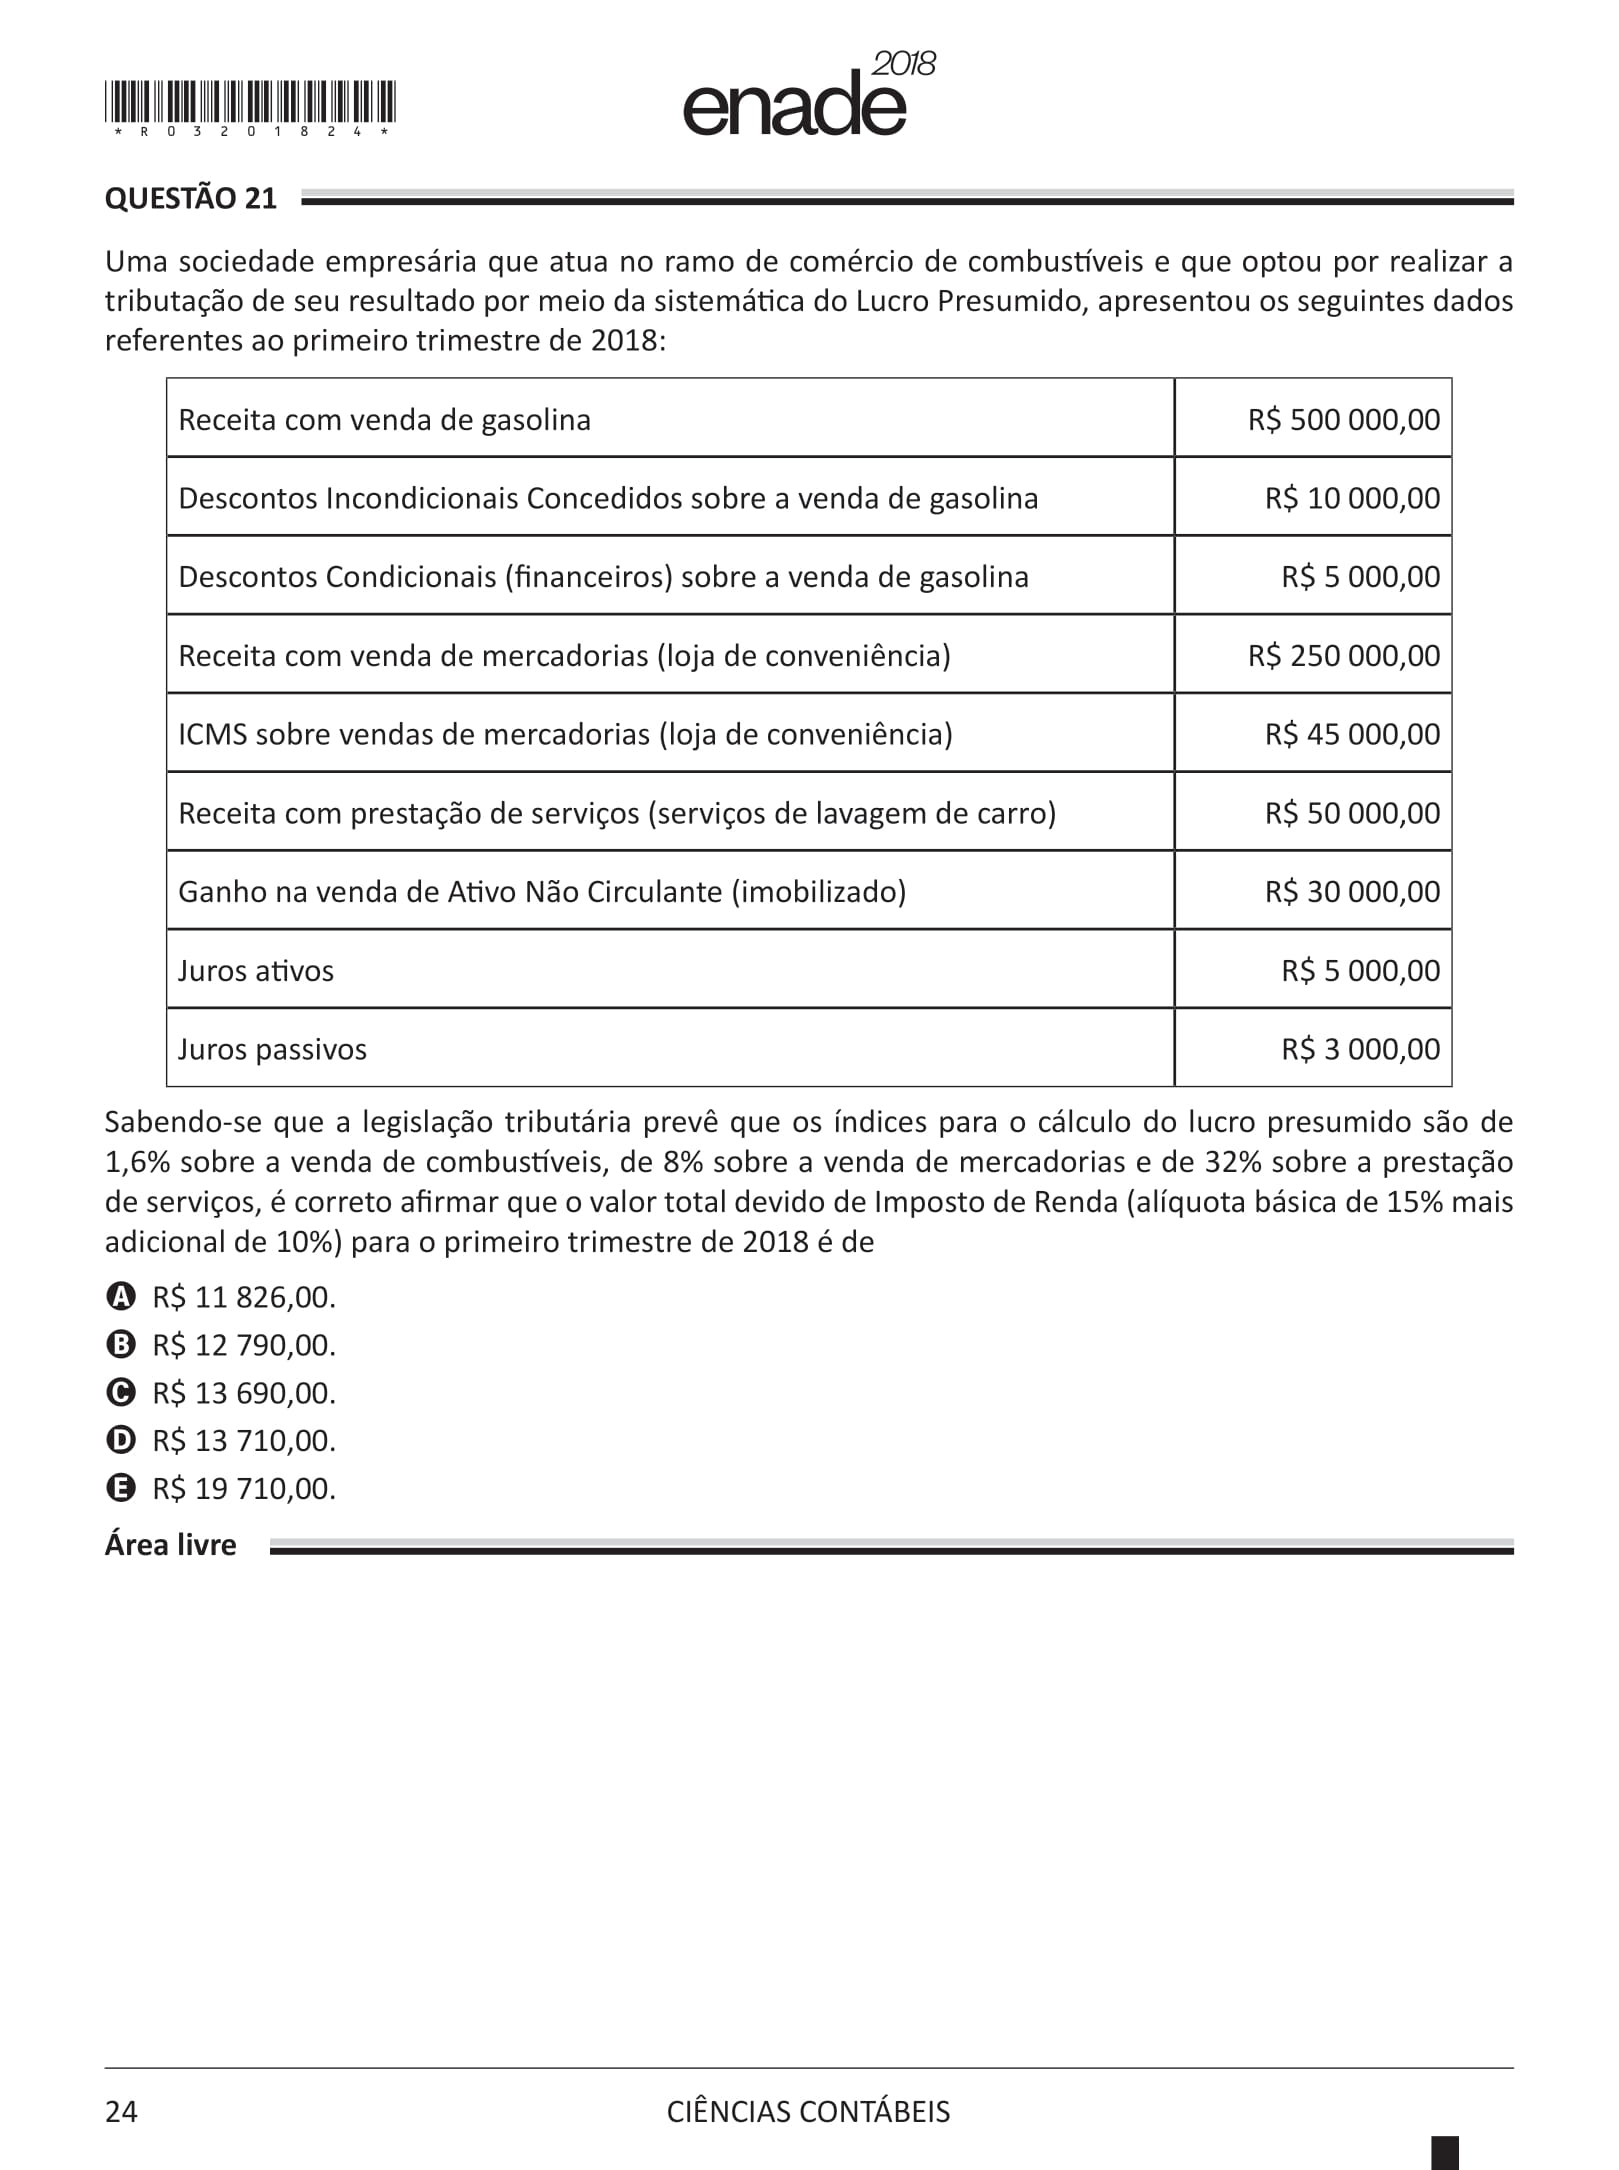 *R03201824*
enade 2018
QUESTÃO 21
Uma sociedade empresária que atua no ramo de comércio de combustíveis e que optou por realizar a
tributação de seu resultado por meio da sistemática do Lucro Presumido, apresentou os seguintes dados
referentes ao primeiro trimestre de 2018:
Receita com venda de gasolina R$ 500 000,00
Descontos Incondicionais Concedidos sobre a venda de gasolina R$ 10 000,00
Descontos Condicionais (financeiros) sobre a venda de gasolina R$ 5 000,00
Receita com venda de mercadorias (loja de conveniência) R$ 250 000,00
ICMS sobre vendas de mercadorias (loja de conveniência) R$ 45 000,00
Receita com prestação de serviços (serviços de lavagem de carro) R$ 50 000,00
Ganho na venda de Ativo Não Circulante (imobilizado) R$ 30 000,00
Juros ativos R$ 5 000,00
Juros passivos R$ 3 000,00
Sabendo-se que a legislação tributária prevê que os índices para o cálculo do lucro presumido são de
1,6% sobre a venda de combustíveis, de 8% sobre a venda de mercadorias e de 32% sobre a prestação
de serviços, é correto afirmar que o valor total devido de Imposto de Renda (alíquota básica de 15% mais
adicional de 10%) para o primeiro trimestre de 2018 é de
A R$ 11 826,00.
B R$ 12 790,00.
C R$ 13 690,00.
D R$ 13 710,00.
E R$ 19 710,00.
Área livre
24 CIÊNCIAS CONTÁBEIS